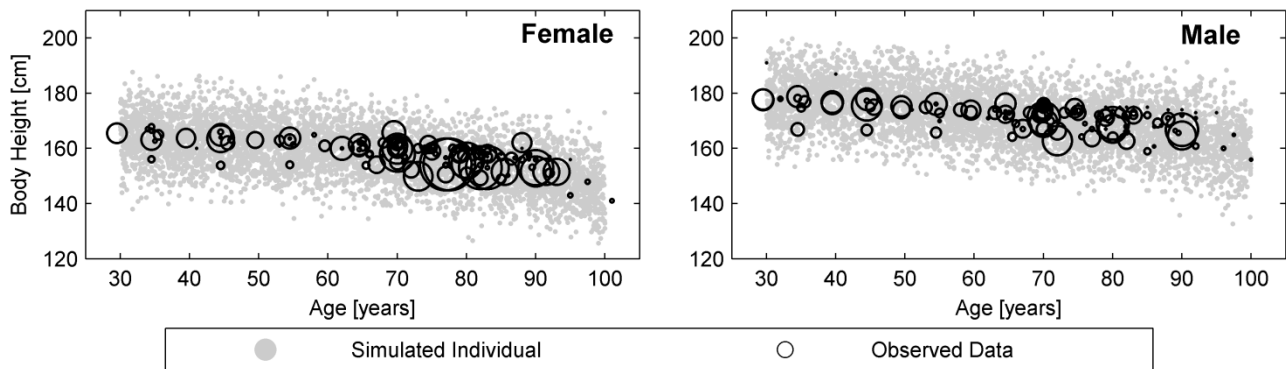 Female
Body Height [cm]
200
180
160
140
120
30 40 50 60 70 80 90 100
Age [years]
Male
200
180
160
140
120
30 40 50 60 70 80 90 100
Age [years]
Simulated Individual Observed Data